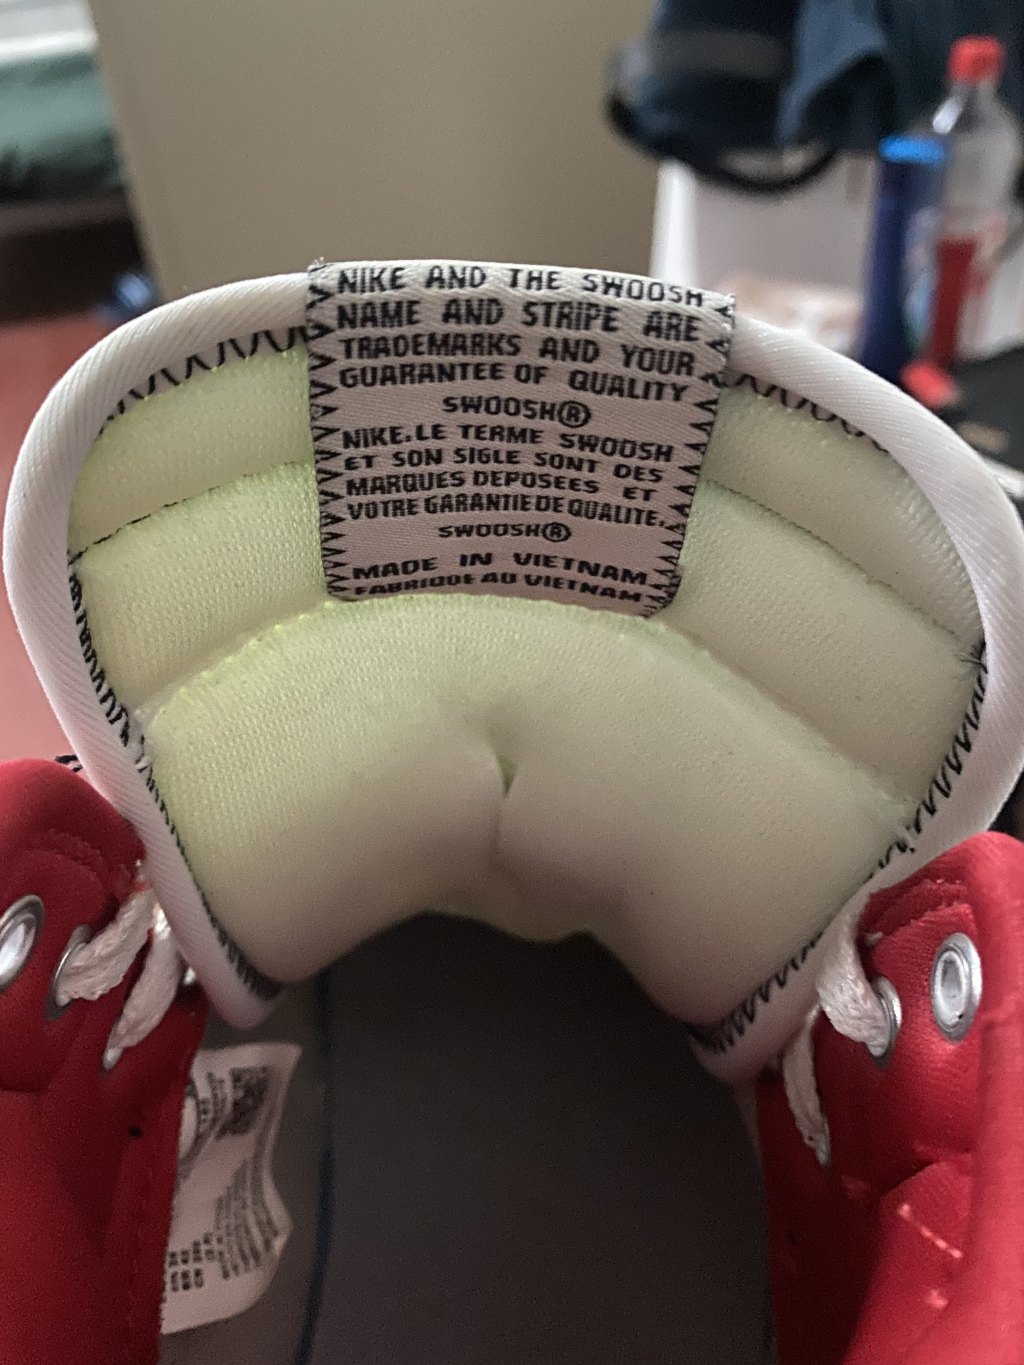 NIKE AND THE SWOOSH
NAME AND STRIPE ARE
TRADEMARKS AND YOUR
GUARANTEE OF QUALITY
SWOOSH®
NIKE, LE TERME SWOOSH
ET SON SIGLE SONT DES
MARQUES DEPOSEES ET
VOTRE GARANTIE DE QUALITE,
SWOOSH®
MADE IN VIETNAM
FABRIQUE AU VIETNAM